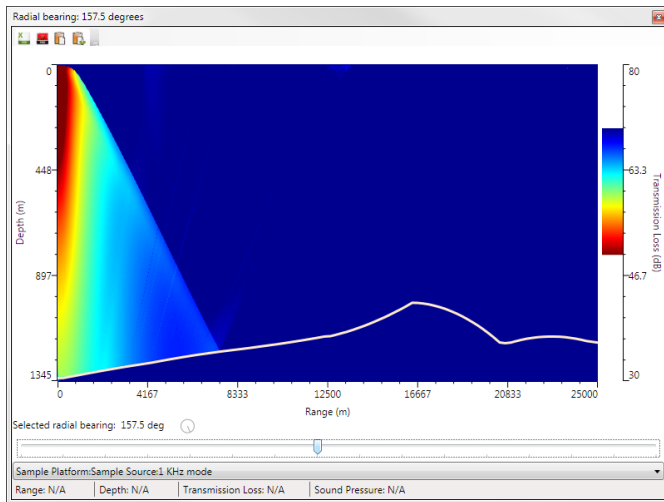 Radial bearing: 157.5 degrees
0
448
897
1345
Depth (m)
80
63.3
46.7
30
Transmission Loss (dB)
0 4167 8333 12500 16667 20833 25000
Range (m)
Selected radial bearing: 157.5 deg
Sample Platform:Sample Source:1 KHz mode
Range: N/A Depth: N/A Transmission Loss: N/A Sound Pressure: N/A